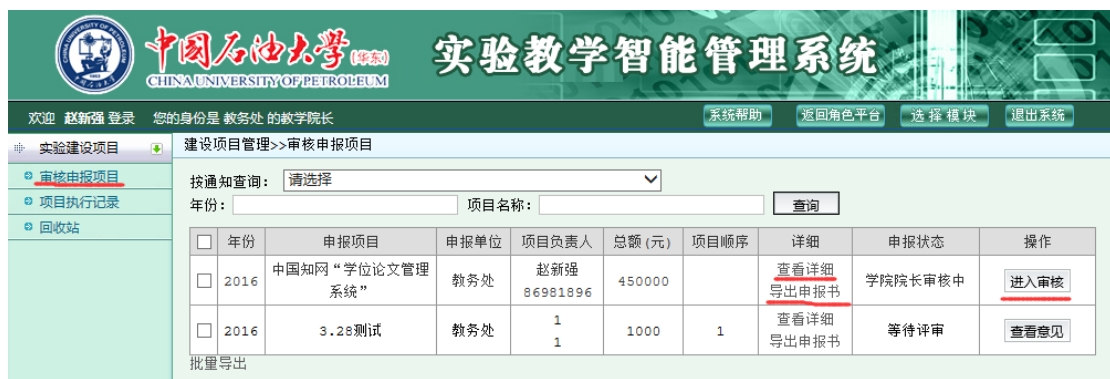 中国石油大学(华东) 实验教学智能管理系统
CHINA UNIVERSITY OF PETROLEUM
欢迎 赵新强 登录 您的身份是 教务处 的教学院长 系统帮助 返回角色平台 选择模块 退出系统
实验建设项目 建设项目管理>>审核申报项目
审核申报项目
项目执行记录
回收站
按通知查询: 请选择
年份: 项目名称: 查询
年份 申报项目 申报单位 项目负责人 总额(元) 项目顺序 详细 申报状态 操作
2016 中国知网“学位论文管理 教务处 赵新强 450000 查看详细 学院院长审核中 进入审核
系统” 86981896 导出申报书
2016 3.28测试 教务处 1 1000 1 查看详细 等待评审 查看意见
1 导出申报书
批量导出